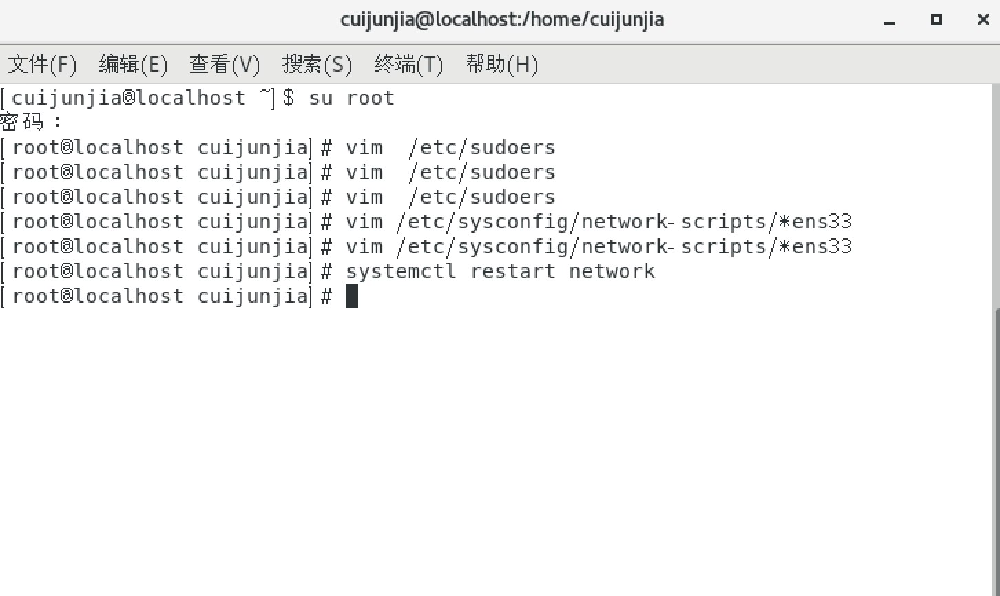 cuijunjia@localhost:/home/cuijunjia
文件(F) 编辑(E) 查看(V) 搜索(S) 终端(T) 帮助(H)
[cuijunjia@localhost ~]$ su root
密码：
[root@localhost cuijunjia]# vim  /etc/sudoers
[root@localhost cuijunjia]# vim  /etc/sudoers
[root@localhost cuijunjia]# vim  /etc/sudoers
[root@localhost cuijunjia]# vim /etc/sysconfig/network-scripts/*ens33
[root@localhost cuijunjia]# vim /etc/sysconfig/network-scripts/*ens33
[root@localhost cuijunjia]# systemctl restart network
[root@localhost cuijunjia]#